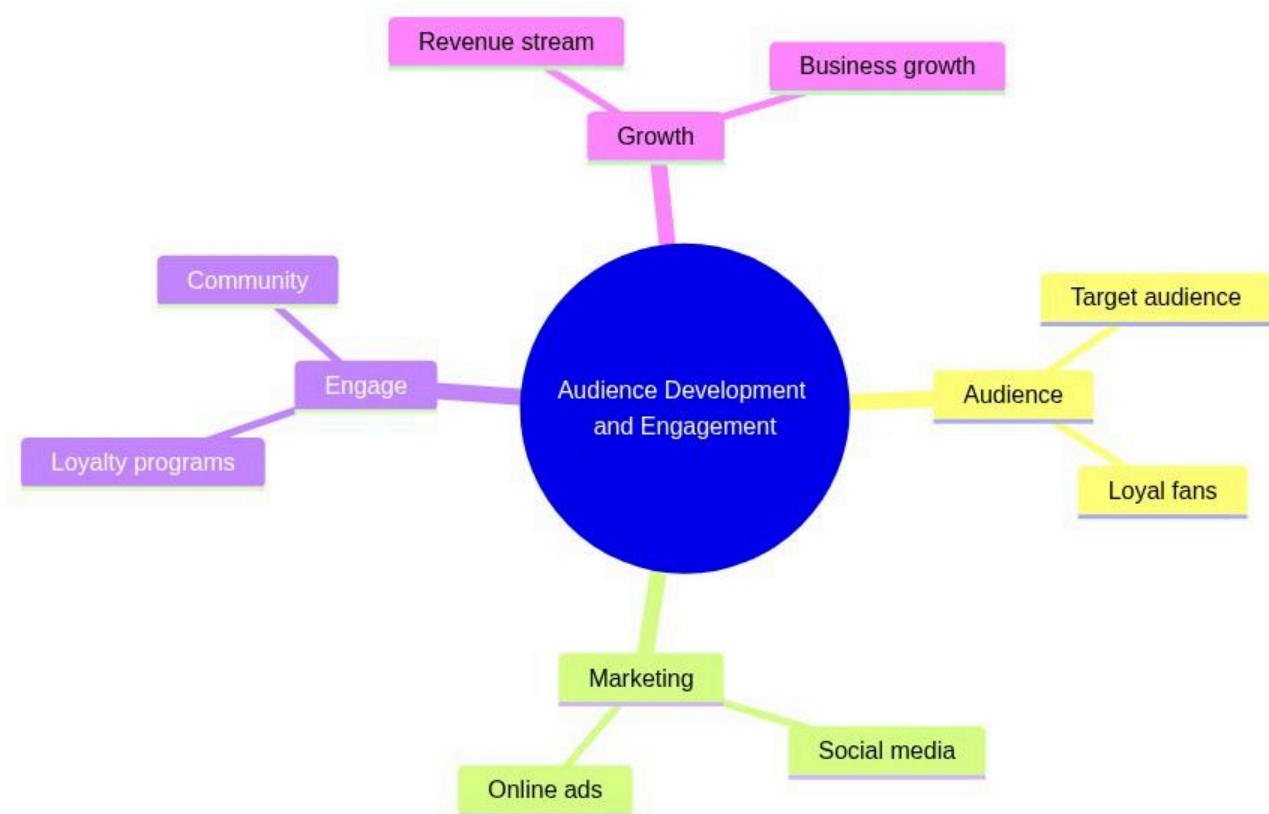 Revenue stream
Business growth
Growth
Community
Engage
Loyalty programs
Audience Development
and Engagement
Target audience
Audience
Loyal fans
Marketing
Social media
Online ads